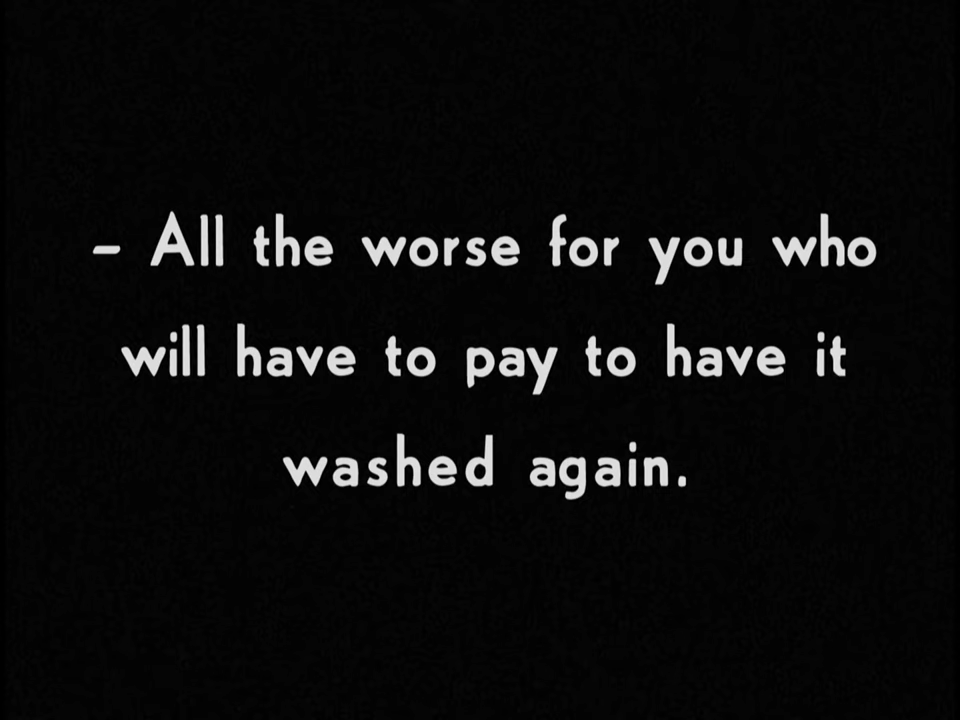 – All the worse for you who
will have to pay to have it
washed again.